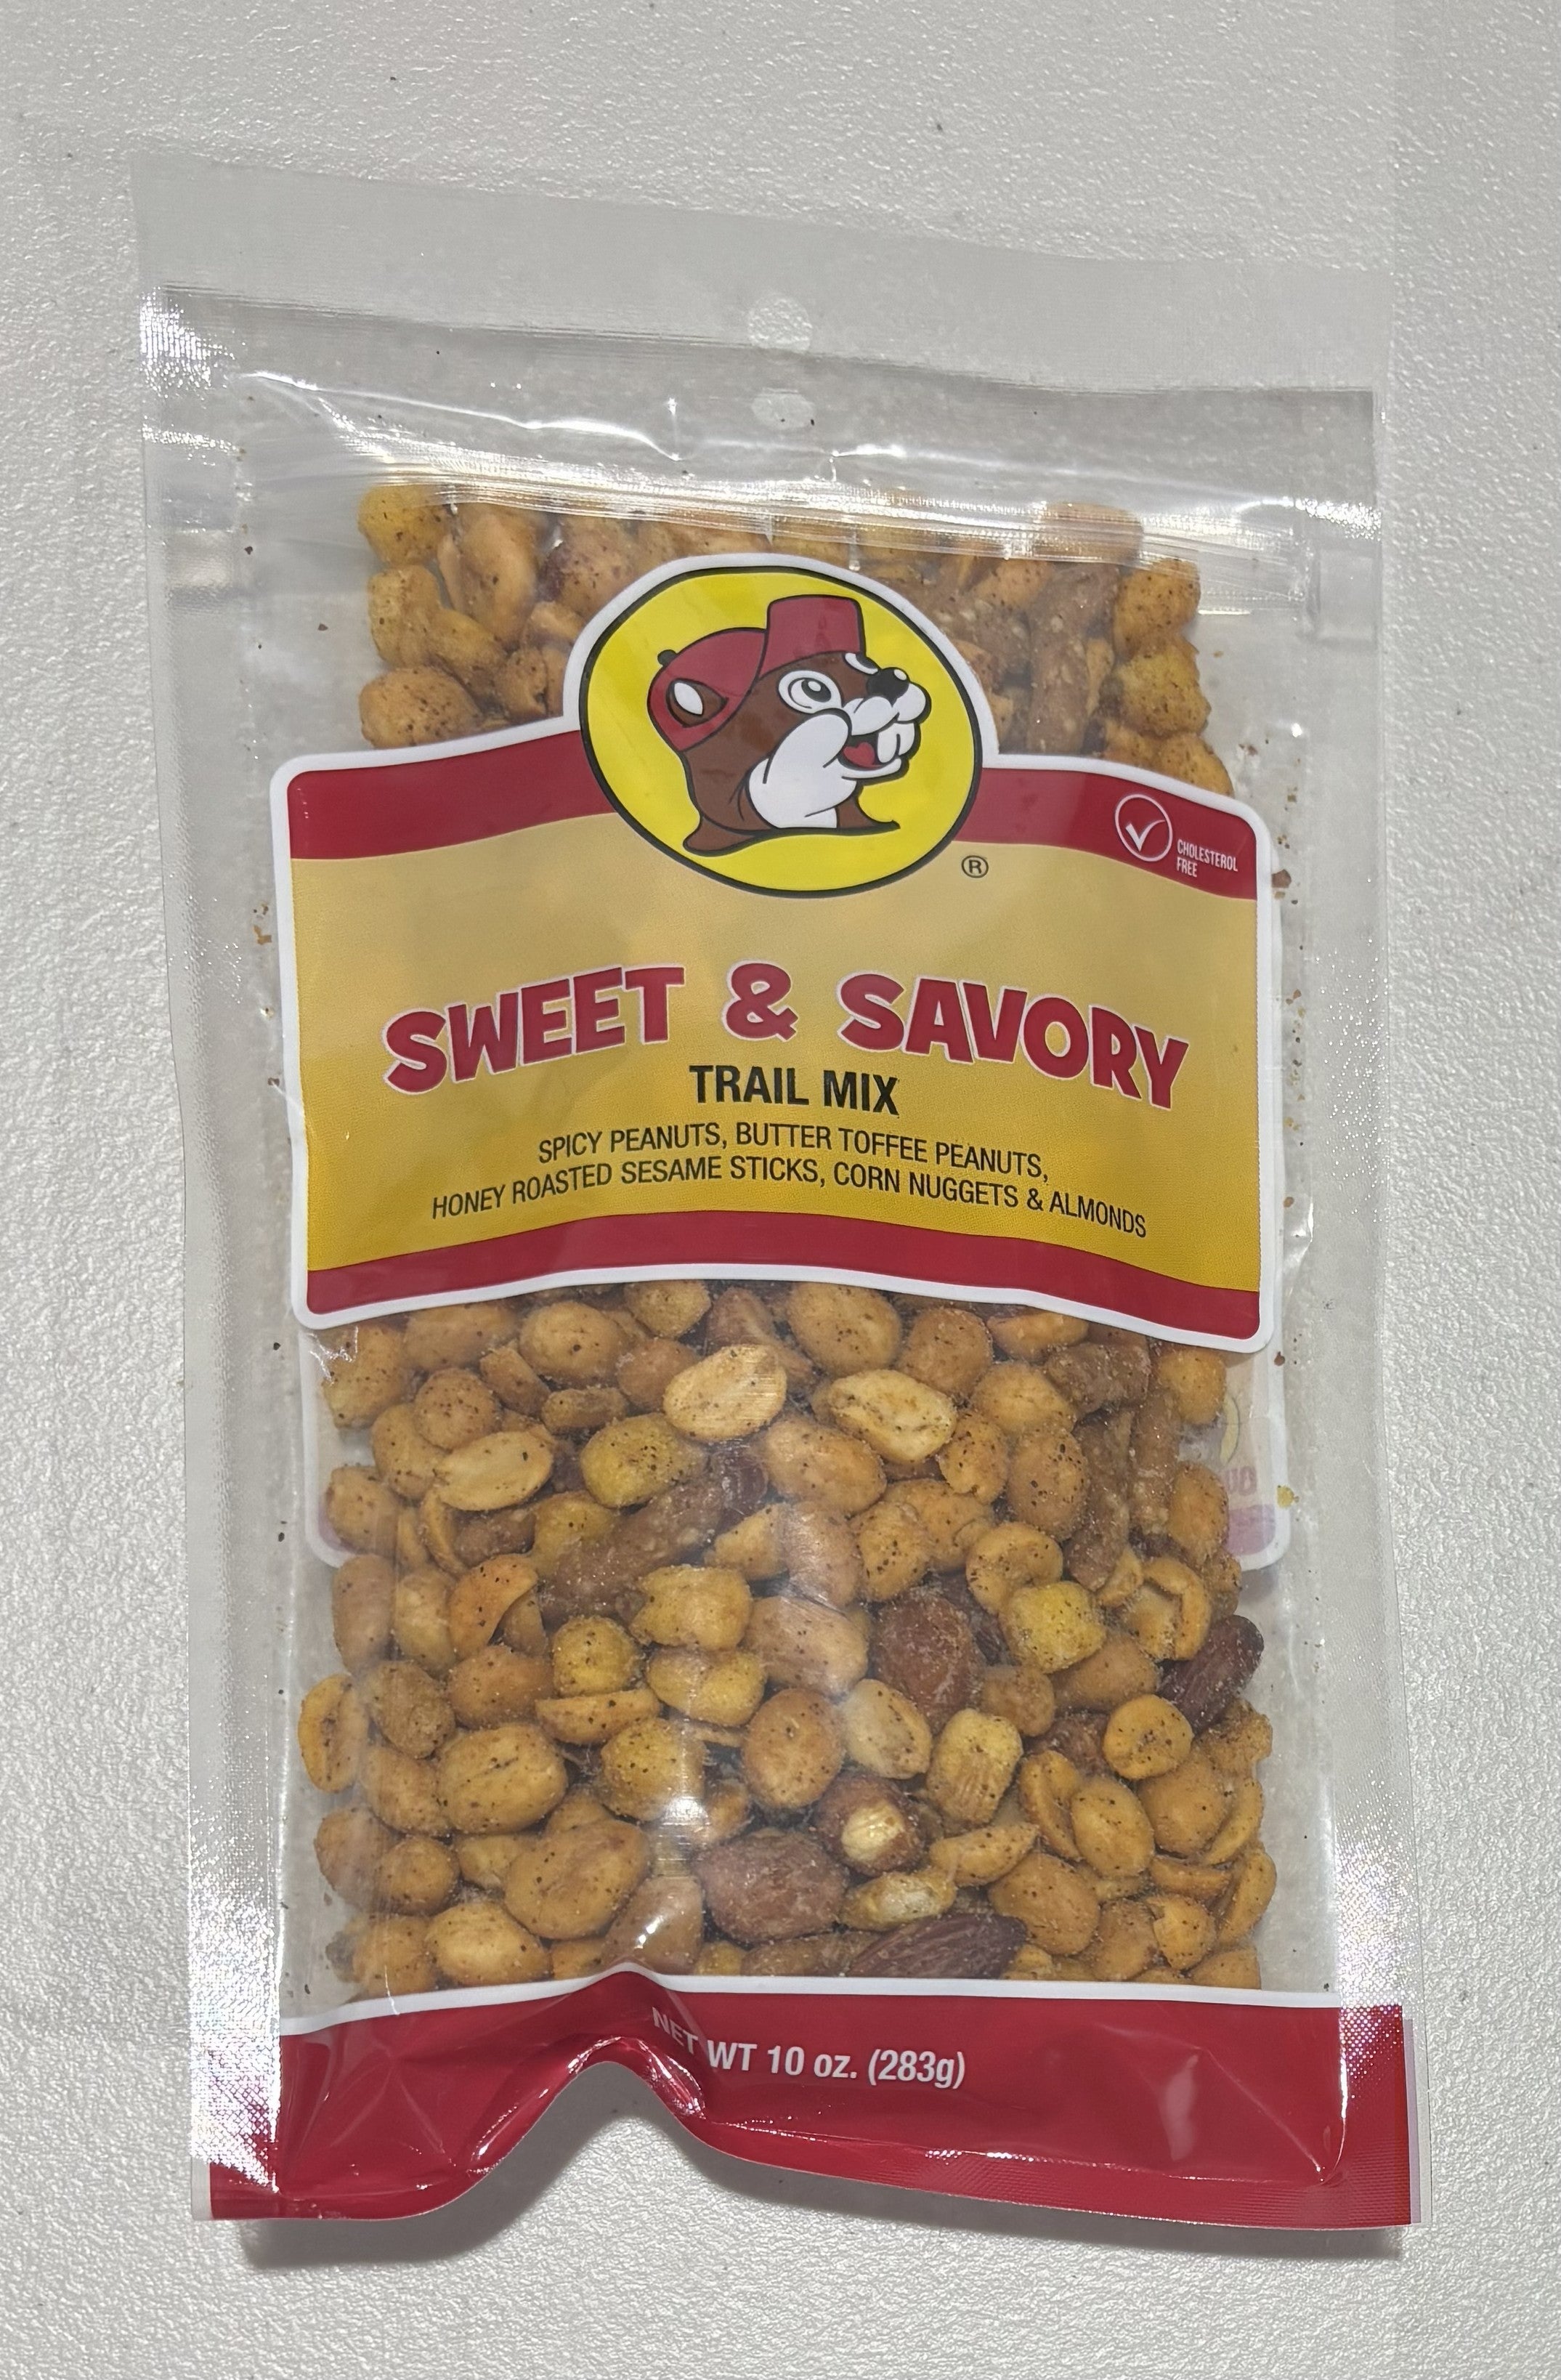 ®
CHOLESTEROL
FREE
SWEET & SAVORY
TRAIL MIX
SPICY PEANUTS, BUTTER TOFFEE PEANUTS,
HONEY ROASTED SESAME STICKS, CORN NUGGETS & ALMONDS
NET WT 10 oz. (283g)